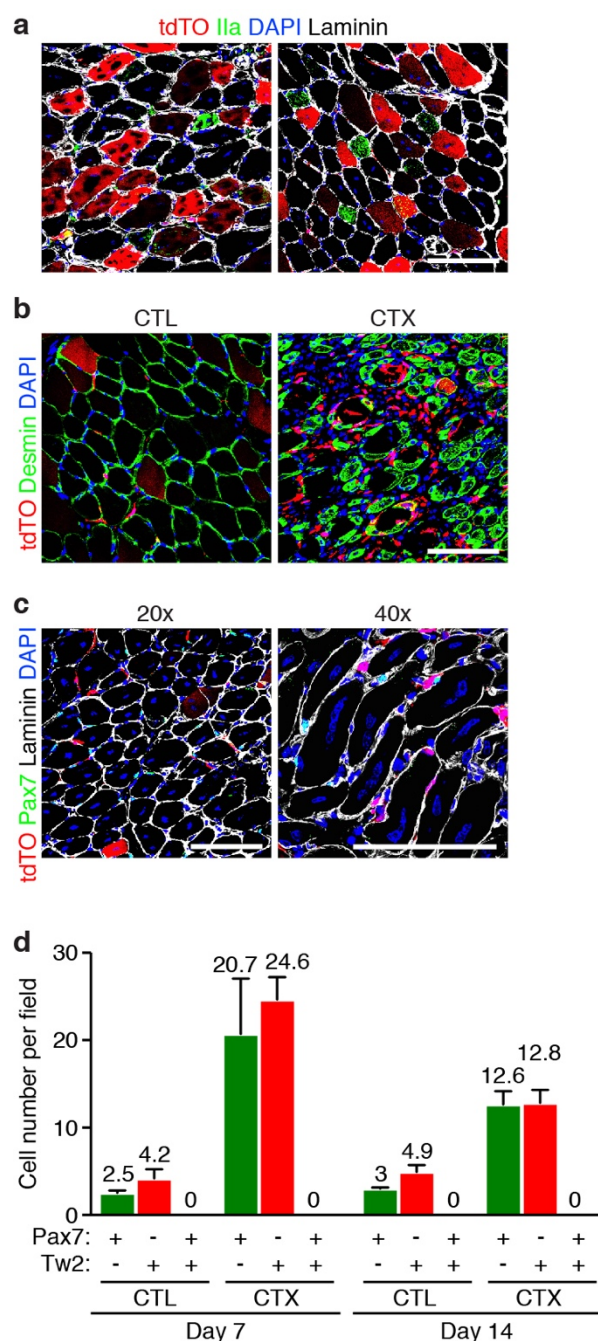 a
tdTO IIa DAPI Laminin
b
CTL CTX
tdTO Desmin DAPI
c
20x 40x
tdTO Pax7 Laminin DAPI
d
Cell number per field
30
20
10
0
2.5 4.2 0 20.7 24.6 0 3 4.9 0 12.6 12.8 0
Pax7: + - + + - + + - + + - +
Tw2: - + + - + + - + + - + +
CTL CTX CTL CTX
Day 7 Day 14